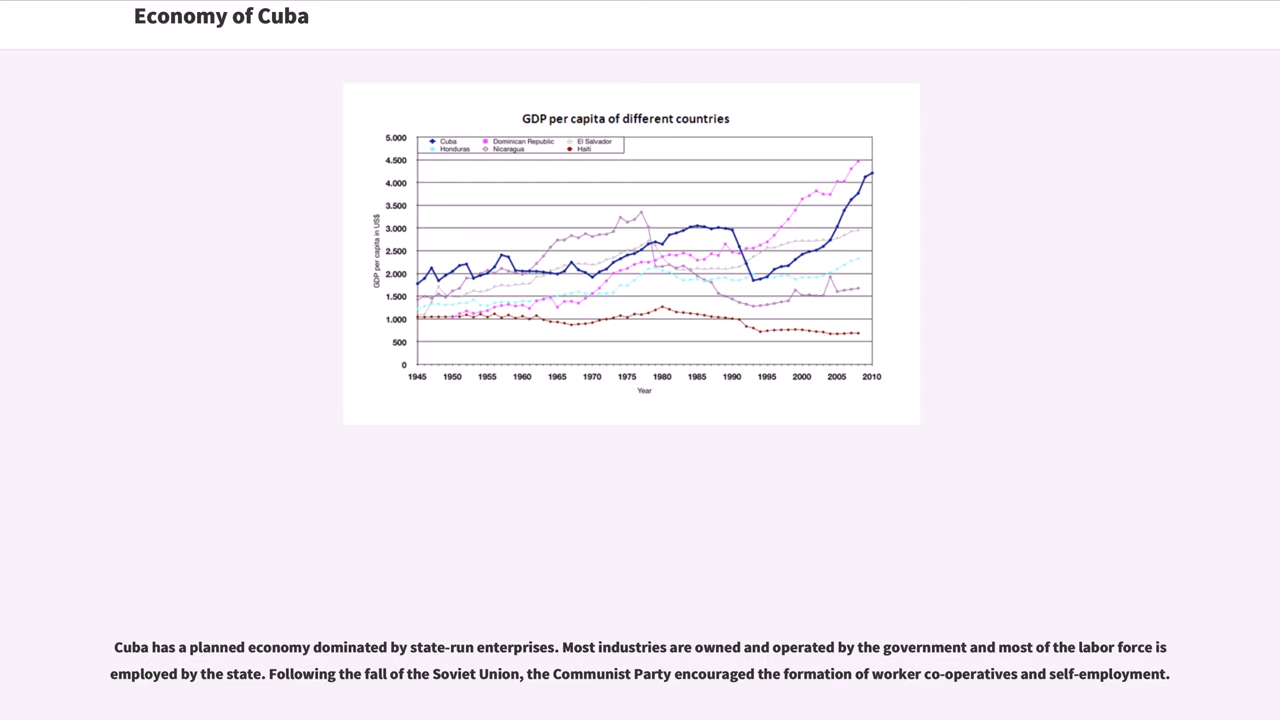 Economy of Cuba
GDP per capita of different countries
5.000
Cuba
Dominican Republic
El Salvador
Honduras
Nicaragua
Haiti
4.500
4.000
3.500
3.000
2.500
2.000
1.500
1.000
500
0
GDP per capita in US$
1945 1950 1955 1960 1965 1970 1975 1980 1985 1990 1995 2000 2005 2010
Year
Cuba has a planned economy dominated by state-run enterprises. Most industries are owned and operated by the government and most of the labor force is
employed by the state. Following the fall of the Soviet Union, the Communist Party encouraged the formation of worker co-operatives and self-employment.